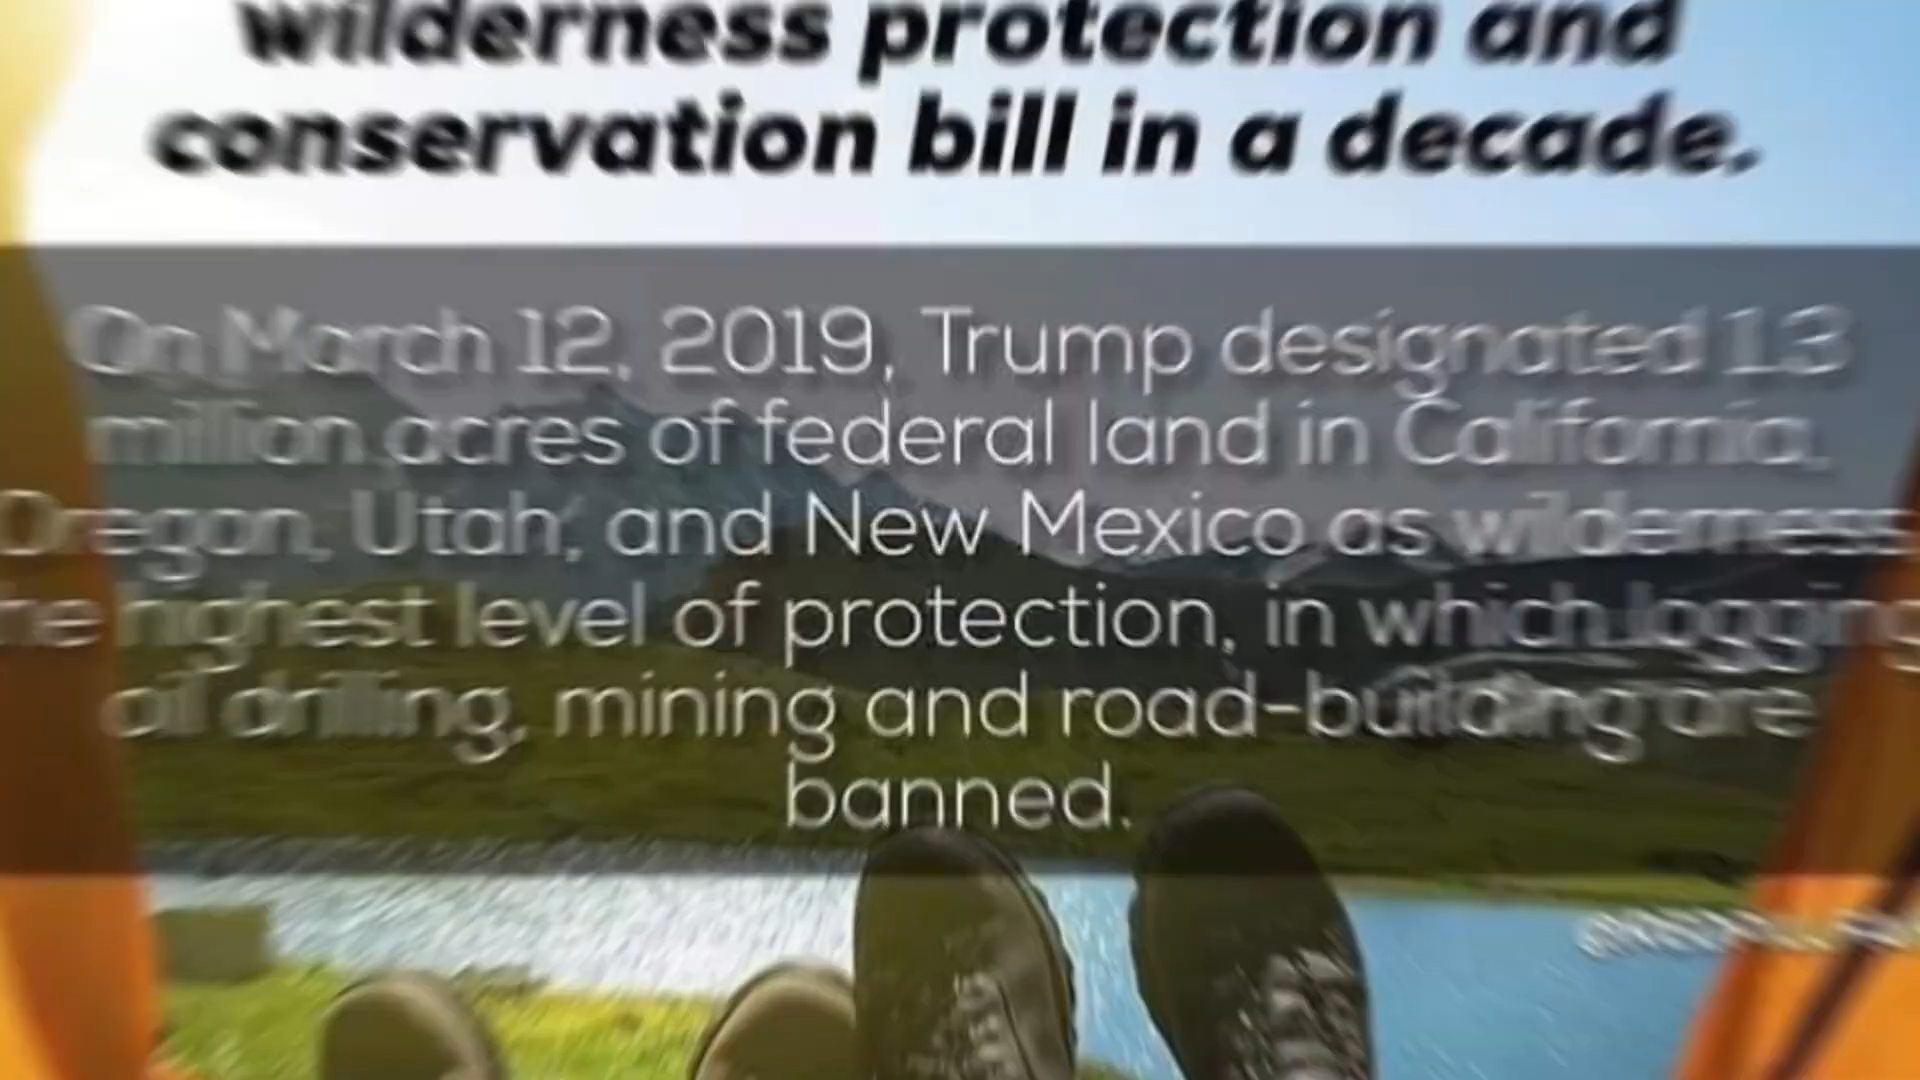 wilderness protection and
conservation bill in a decade.
On March 12, 2019, Trump designated 1.3
million acres of federal land in California,
Oregon, Utah, and New Mexico as wilderness
he highest level of protection, in which logging
oil drilling, mining and road-building are
banned.